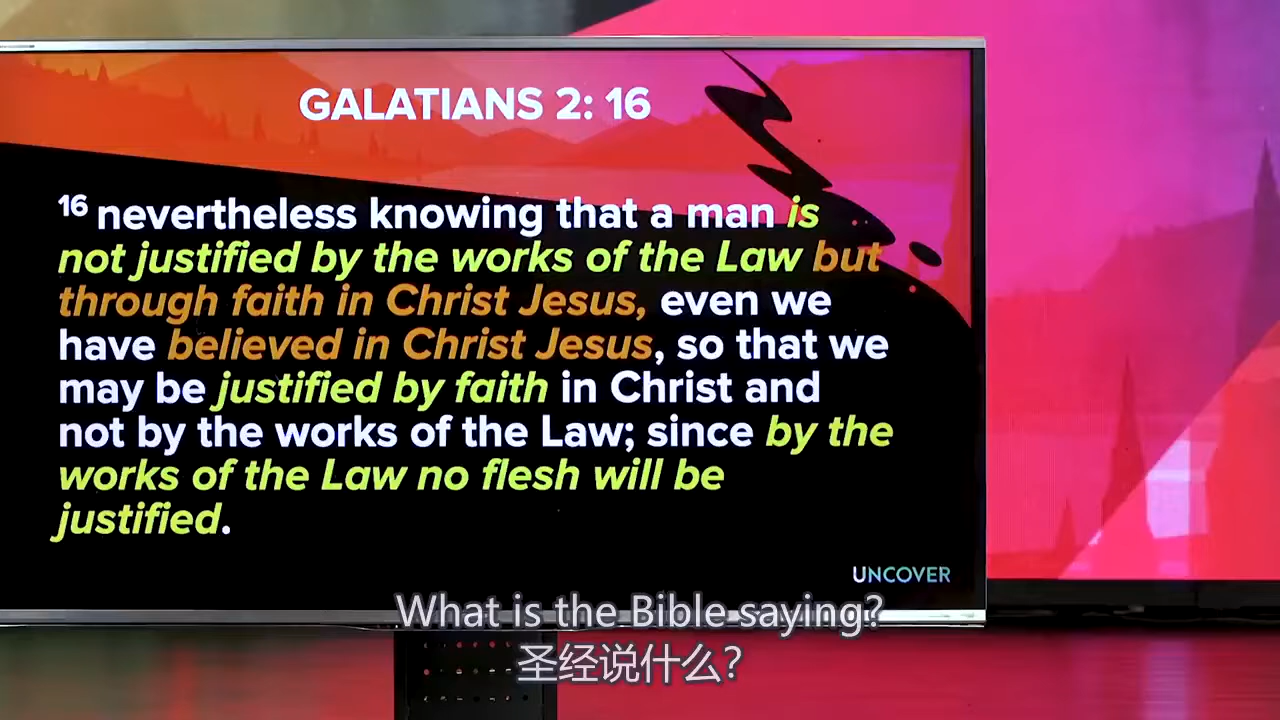 GALATIANS 2: 16
16 nevertheless knowing that a man is
not justified by the works of the Law but
through faith in Christ Jesus, even we
have believed in Christ Jesus, so that we
may be justified by faith in Christ and
not by the works of the Law; since by the
works of the Law no flesh will be
justified.
UNCOVER
What is the Bible saying?
圣经说什么?